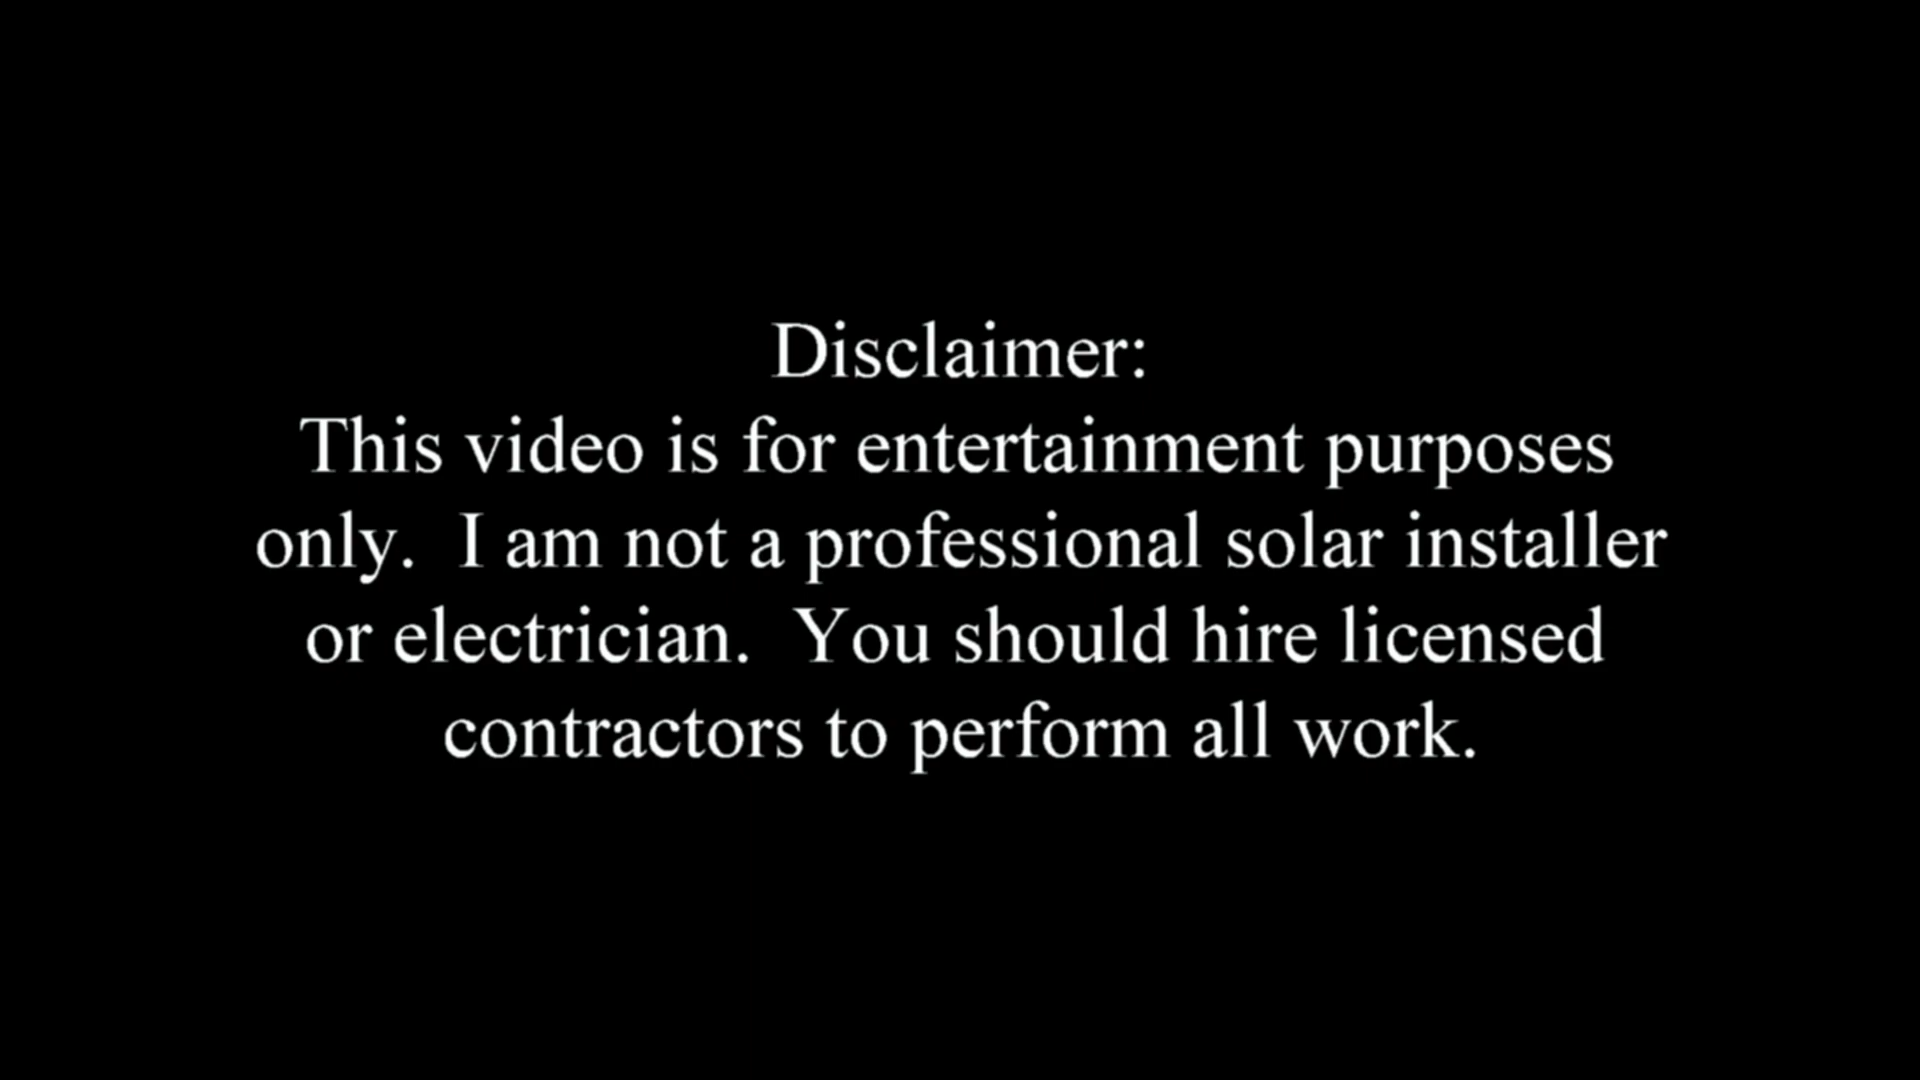 Disclaimer:
This video is for entertainment purposes
only.  I am not a professional solar installer
or electrician.  You should hire licensed
contractors to perform all work.